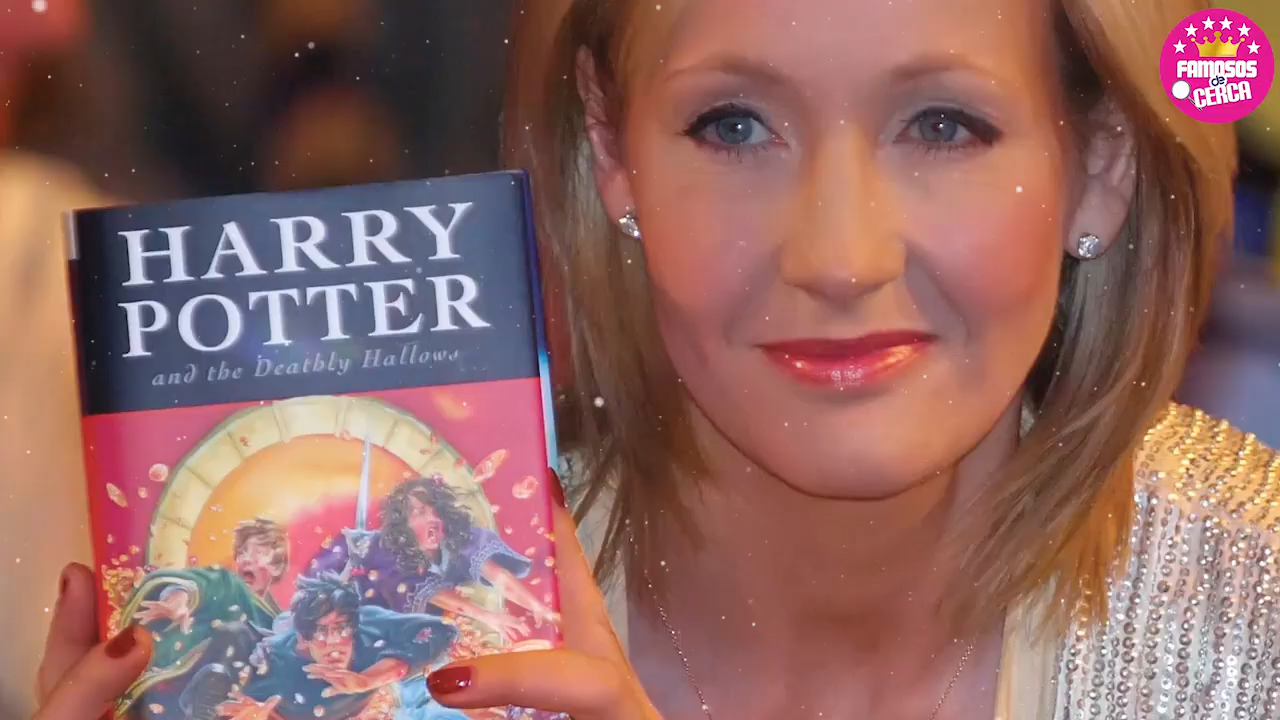 HARRY
POTTER
and the Deathly Hallows
FAMOSOS
de
CERCA